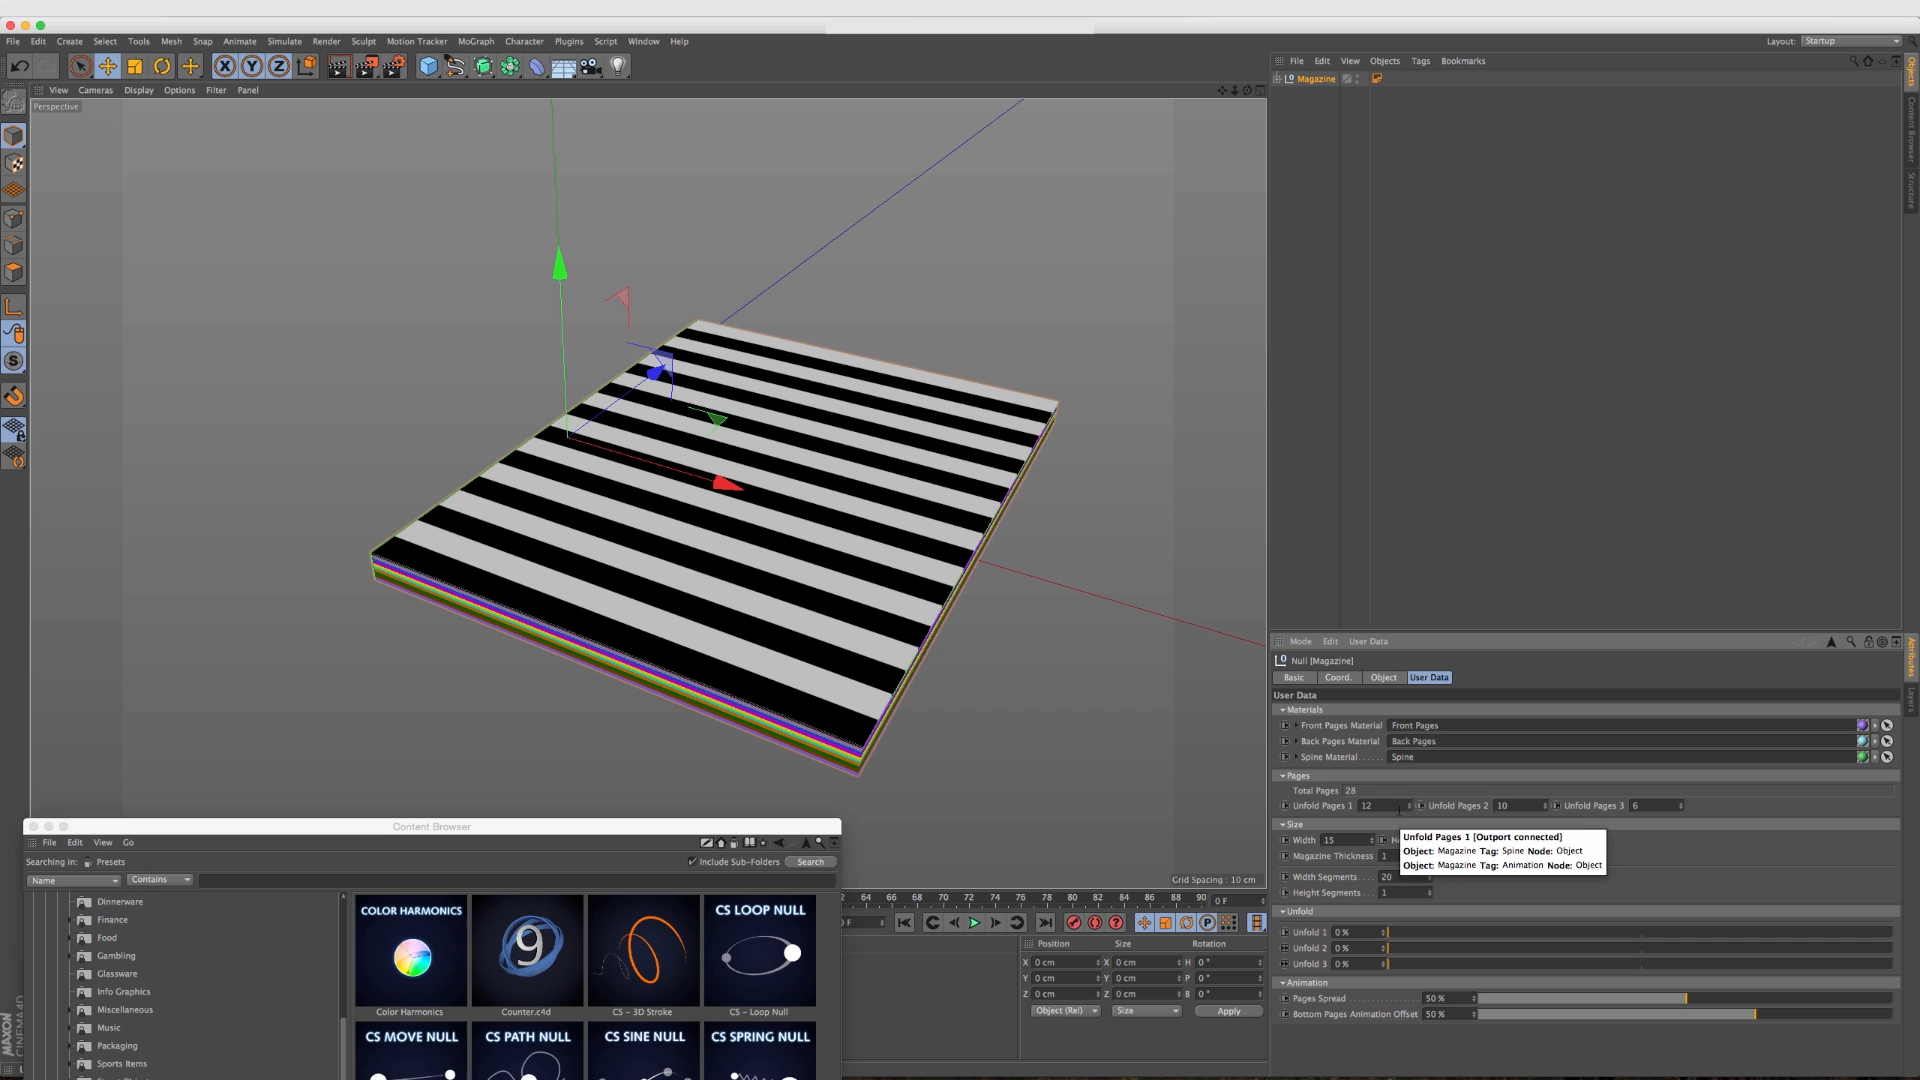 File Edit Create Select Tools Mesh Snap Animate Simulate Render Sculpt Motion Tracker MoGraph Character Plugins Script Window Help
Layout: Startup
View Cameras Display Options Filter Panel
Perspective
File Edit View Objects Tags Bookmarks
Magazine
Objects
Content Browser
Structure
Grid Spacing : 10 cm
Mode Edit User Data
Null [Magazine]
Basic Coord. Object User Data
User Data
Materials
Front Pages Material Front Pages
Back Pages Material Back Pages
Spine Material Spine
Pages
Total Pages 28
Unfold Pages 1 12 Unfold Pages 2 10 Unfold Pages 3 6
Size
Width 15
Magazine Thickness 1
Width Segments 20
Height Segments 1
Unfold Pages 1 [Outport connected]
Object: Magazine Tag: Spine Node: Object
Object: Magazine Tag: Animation Node: Object
Unfold
Unfold 1 0 %
Unfold 2 0 %
Unfold 3 0 %
Animation
Pages Spread 50 %
Bottom Pages Animation Offset 50 %
Attributes
Layers
64 66 68 70 72 74 76 78 80 82 84 86 88 90 0 F
Position Size Rotation
X 0 cm X 0 cm H 0 °
Y 0 cm Y 0 cm P 0 °
Z 0 cm Z 0 cm B 0 °
Object (Rel) Size Apply
Content Browser
File Edit View Go
Searching in: Presets
Include Sub-Folders Search
Name Contains
Dinnerware
Finance
Food
Gambling
Glassware
Info Graphics
Miscellaneous
Music
Packaging
Sports Items
COLOR HARMONICS
9
CS LOOP NULL
Color Harmonics Counter.c4d CS - 3D Stroke CS - Loop Null
CS MOVE NULL CS PATH NULL CS SINE NULL CS SPRING NULL
MAXON
CINEMA 4D